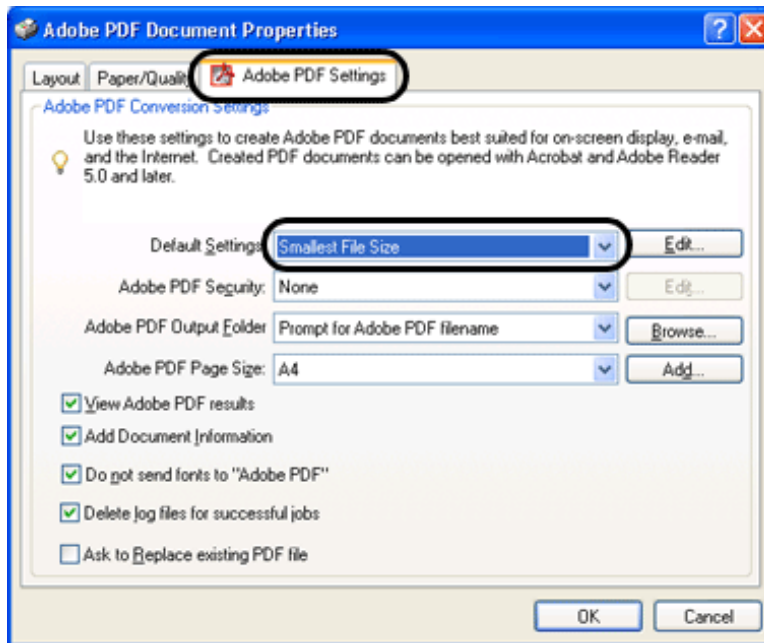 Adobe PDF Document Properties
Layout Paper/Quality Adobe PDF Settings
Adobe PDF Conversion Settings
Use these settings to create Adobe PDF documents best suited for on-screen display, e-mail,
and the Internet. Created PDF documents can be opened with Acrobat and Adobe Reader
5.0 and later.
Default Settings Smallest File Size Edit...
Adobe PDF Security: None Edit...
Adobe PDF Output Folder Prompt for Adobe PDF filename Browse...
Adobe PDF Page Size: A4 Add...
View Adobe PDF results
Add Document Information
Do not send fonts to "Adobe PDF"
Delete log files for successful jobs
Ask to Replace existing PDF file
OK Cancel